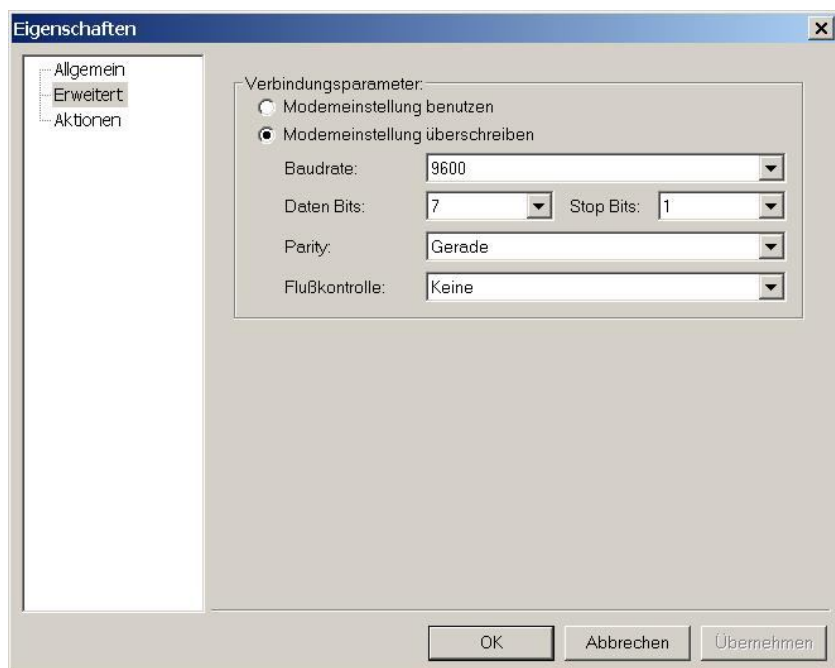 Eigenschaften
Allgemein
Erweitert
Aktionen
Verbindungsparameter:
Modemeinstellung benutzen
Modemeinstellung überschreiben
Baudrate: 9600
Daten Bits: 7 Stop Bits: 1
Parity: Gerade
Flußkontrolle: Keine
OK Abbrechen Übernehmen